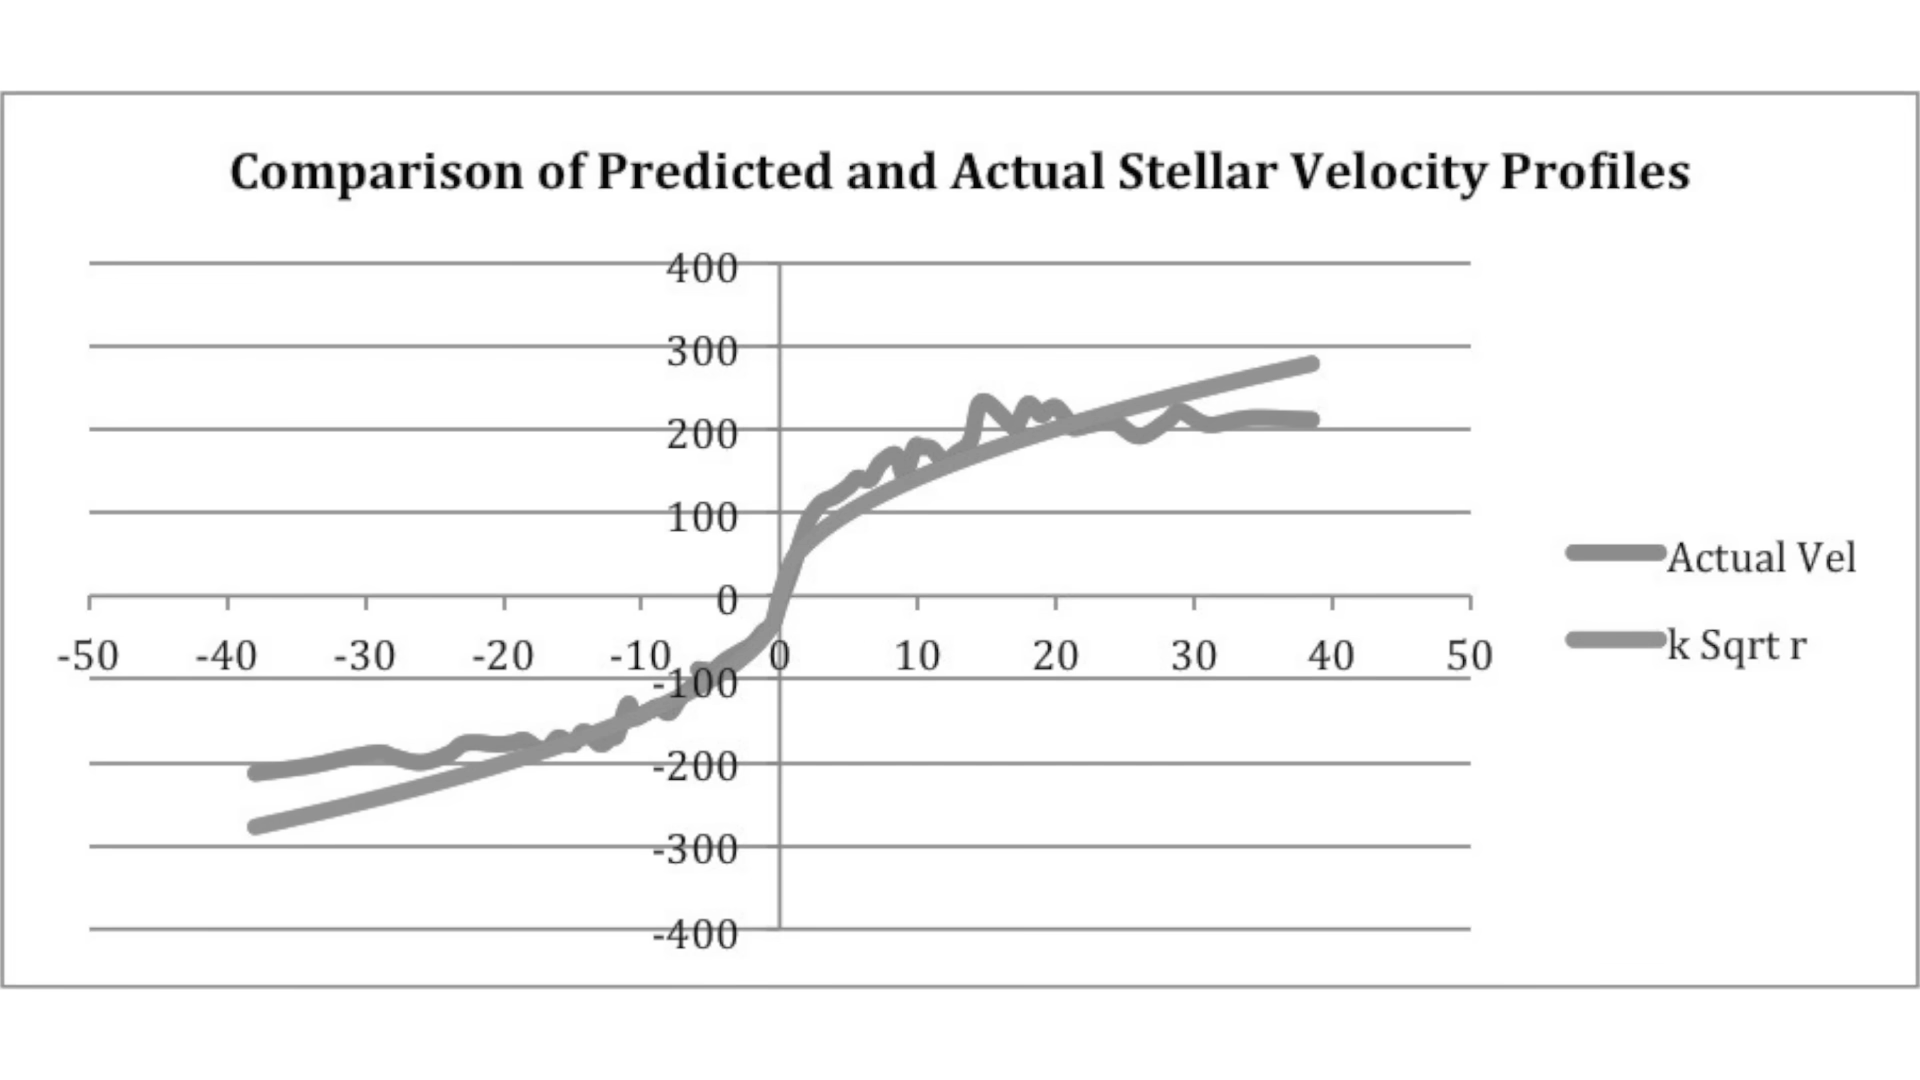 Comparison of Predicted and Actual Stellar Velocity Profiles
400
300
200
100
0
-50 -40 -30 -20 -10 0 10 20 30 40 50
-100
-200
-300
-400
Actual Vel
k Sqrt r